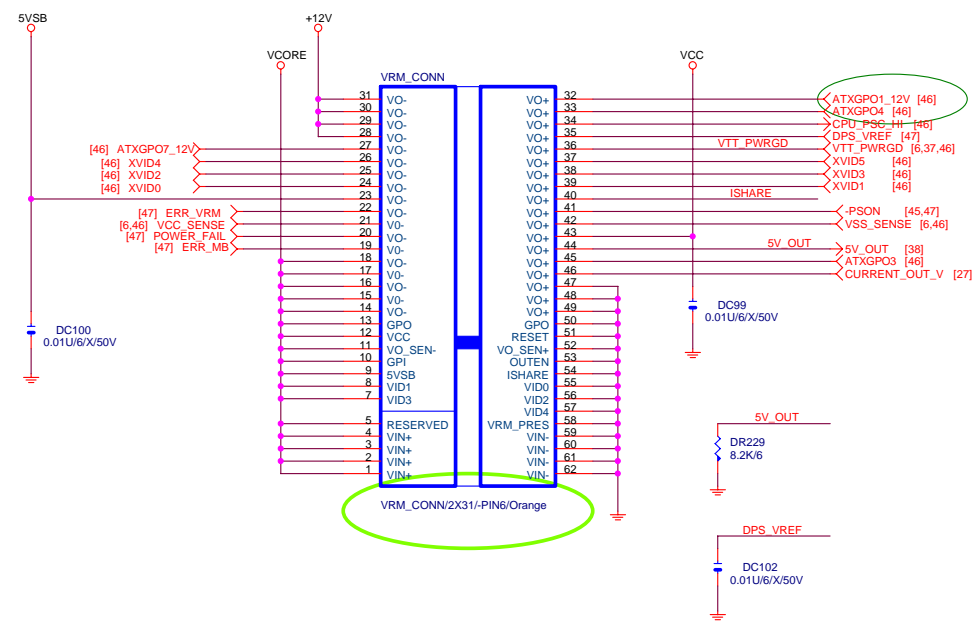 5VSB
+12V
VCORE
VCC
VRM_CONN
31 VO- VO+ 32 ATXGPO1_12V [46]
30 VO- VO+ 33 ATXGPO4 [46]
29 VO- VO+ 34 CPU_PSC_HI [46]
28 VO- VO+ 35 DPS_VREF [47]
[46] ATXGPO7_12V 27 VO- VO+ 36 VTT_PWRGD VTT_PWRGD [6,37,46]
[46] XVID4 26 VO- VO+ 37 XVID5 [46]
[46] XVID2 25 VO- VO+ 38 XVID3 [46]
[46] XVID0 24 VO- VO+ 39 XVID1 [46]
23 VO- VO+ 40 ISHARE
[47] ERR_VRM 22 VO- VO+ 41 -PSON [45,47]
[6,46] VCC_SENSE 21 V0- VO+ 42 VSS_SENSE [6,46]
[47] POWER_FAIL 20 VO- VO+ 43
[47] ERR_MB 19 V0- VO+ 44 5V_OUT 5V_OUT [38]
18 VO- VO+ 45 ATXGPO3 [46]
17 V0- VO+ 46 CURRENT_OUT_V [27]
16 VO- VO+ 47
15 V0- VO+ 48
14 VO- VO+ 49
13 GPO GPO 50
12 VCC RESET 51
11 VO_SEN- VO_SEN+ 52
10 GPI OUTEN 53
9 5VSB ISHARE 54
8 VID1 VID0 55
7 VID3 VID2 56
VID4 57
5 RESERVED VRM_PRES 58
4 VIN+ VIN- 59
3 VIN+ VIN- 60
2 VIN+ VIN- 61
1 VIN+ VIN- 62
VRM_CONN/2X31/-PIN6/Orange
DC100
0.01U/6/X/50V
DC99
0.01U/6/X/50V
5V_OUT
DR229
8.2K/6
DPS_VREF
DC102
0.01U/6/X/50V